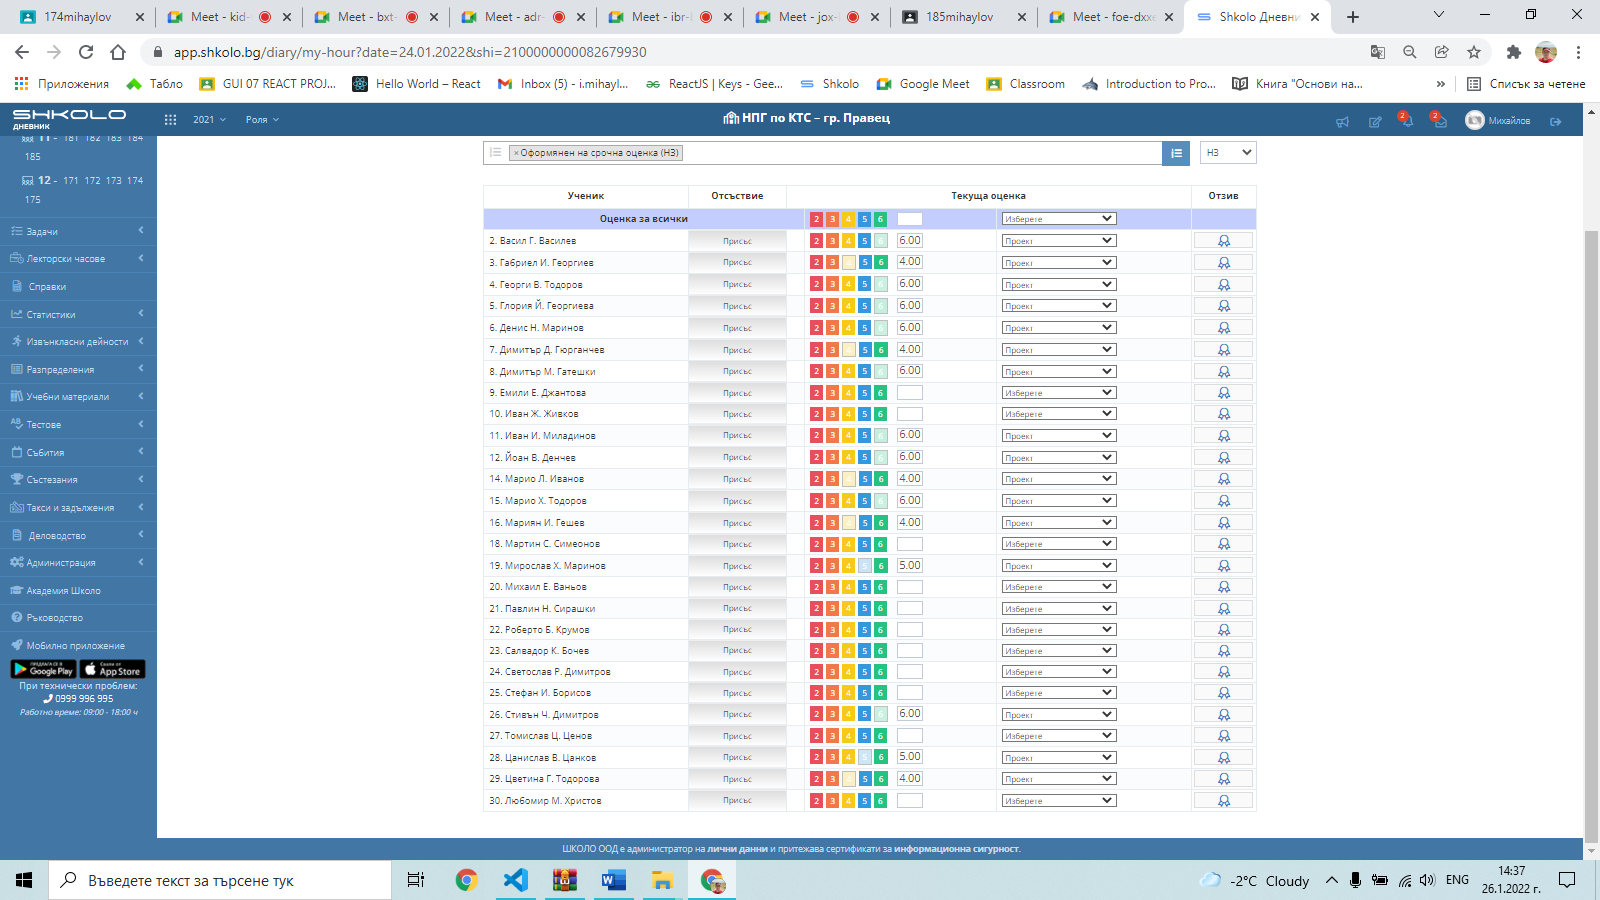 174mihaylov
Meet - kid-
Meet - bxt-
Meet - adr-
Meet - ibr-
Meet - jox-
185mihaylov
Meet - foe-dxxe
Shkolo Дневни
app.shkolo.bg/diary/my-hour?date=24.01.2022&shi=2100000000082679930
Приложения
Табло
GUI 07 REACT PROJ...
Hello World – React
Inbox (5) - i.mihayl...
ReactJS | Keys - Gee...
Shkolo
Google Meet
Classroom
Introduction to Pro...
Книга "Основи на...
»
Списък за четене
SHKOLO
ДНЕВНИК
2021
Роля
НПГ по КТС – гр. Правец
2
2
Михайлов
11 - 181 182 183 184
185
12 - 171 172 173 174
175
Задачи
Лекторски часове
Справки
Статистики
Извънкласни дейности
Разпределения
Учебни материали
Тестове
Събития
Състезания
Такси и задължения
Деловодство
Администрация
Академия Школо
Ръководство
Мобилно приложение
Google Play
App Store
При технически проблем:
0999 996 995
Работно време: 09:00 - 18:00 ч
× Оформянен на срочна оценка (НЗ)
НЗ
Ученик Отсъствие Текуща оценка Отзив
Оценка за всички 2 3 4 5 6 Изберете
2. Васил Г. Василев Присъс 2 3 4 5 6 6.00 Проект
3. Габриел И. Георгиев Присъс 2 3 4 5 6 4.00 Проект
4. Георги В. Тодоров Присъс 2 3 4 5 6 6.00 Проект
5. Глория Й. Георгиева Присъс 2 3 4 5 6 6.00 Проект
6. Денис Н. Маринов Присъс 2 3 4 5 6 6.00 Проект
7. Димитър Д. Гюрганчев Присъс 2 3 4 5 6 4.00 Проект
8. Димитър М. Гатешки Присъс 2 3 4 5 6 6.00 Проект
9. Емили Е. Джантова Присъс 2 3 4 5 6 Изберете
10. Иван Ж. Живков Присъс 2 3 4 5 6 Изберете
11. Иван И. Миладинов Присъс 2 3 4 5 6 6.00 Проект
12. Йоан В. Денчев Присъс 2 3 4 5 6 6.00 Проект
14. Марио Л. Иванов Присъс 2 3 4 5 6 4.00 Проект
15. Марио Х. Тодоров Присъс 2 3 4 5 6 6.00 Проект
16. Мариян И. Гешев Присъс 2 3 4 5 6 4.00 Проект
18. Мартин С. Симеонов Присъс 2 3 4 5 6 Изберете
19. Мирослав Х. Маринов Присъс 2 3 4 5 6 5.00 Проект
20. Михаил Е. Ваньов Присъс 2 3 4 5 6 Изберете
21. Павлин Н. Сирашки Присъс 2 3 4 5 6 Изберете
22. Роберто Б. Крумов Присъс 2 3 4 5 6 Изберете
23. Салвадор К. Бочев Присъс 2 3 4 5 6 Изберете
24. Светослав Р. Димитров Присъс 2 3 4 5 6 Изберете
25. Стефан И. Борисов Присъс 2 3 4 5 6 Изберете
26. Стивън Ч. Димитров Присъс 2 3 4 5 6 6.00 Проект
27. Томислав Ц. Ценов Присъс 2 3 4 5 6 Изберете
28. Цанислав В. Цанков Присъс 2 3 4 5 6 5.00 Проект
29. Цветина Г. Тодорова Присъс 2 3 4 5 6 4.00 Проект
30. Любомир М. Христов Присъс 2 3 4 5 6 Изберете
ШКОЛО ООД е администратор на лични данни и притежава сертификати за информационна сигурност.
Въведете текст за търсене тук
-2°C Cloudy
ENG
14:37
26.1.2022 г.